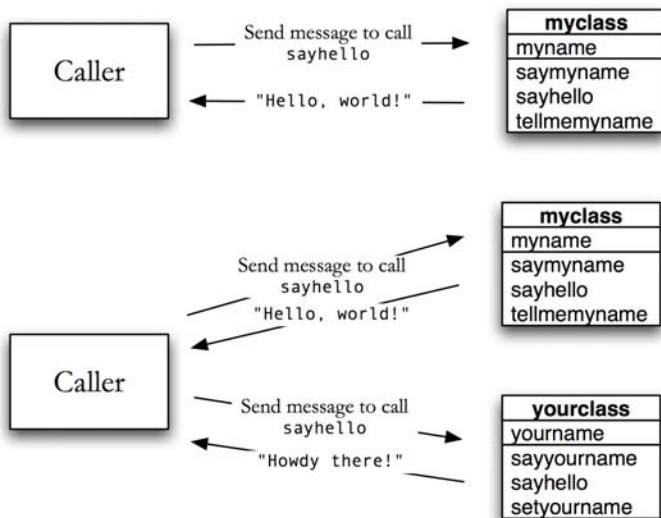 Caller
Send message to call
sayhello
"Hello, world!"
myclass
myname
saymyname
sayhello
tellmemyname
Caller
Send message to call
sayhello
"Hello, world!"
myclass
myname
saymyname
sayhello
tellmemyname
Send message to call
sayhello
"Howdy there!"
yourclass
yourname
sayyourname
sayhello
setyourname